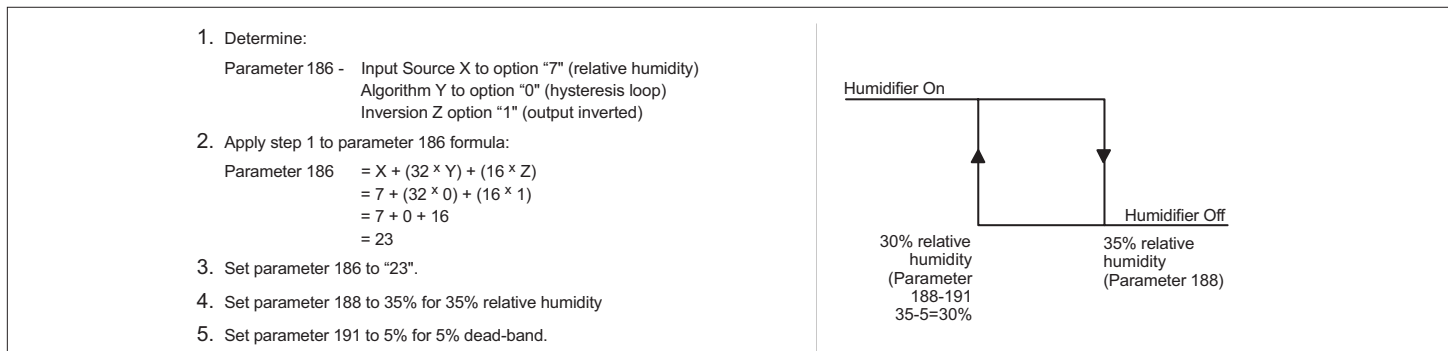 1. Determine:
Parameter 186 - Input Source X to option “7" (relative humidity)
Algorithm Y to option “0" (hysteresis loop)
Inversion Z option “1" (output inverted)
2. Apply step 1 to parameter 186 formula:
Parameter 186 = X + (32 x Y) + (16 x Z)
= 7 + (32 x 0) + (16 x 1)
= 7 + 0 + 16
= 23
3. Set parameter 186 to “23".
4. Set parameter 188 to 35% for 35% relative humidity
5. Set parameter 191 to 5% for 5% dead-band.
Humidifier On
Humidifier Off
30% relative
humidity
(Parameter
188-191
35-5=30%
35% relative
humidity
(Parameter 188)